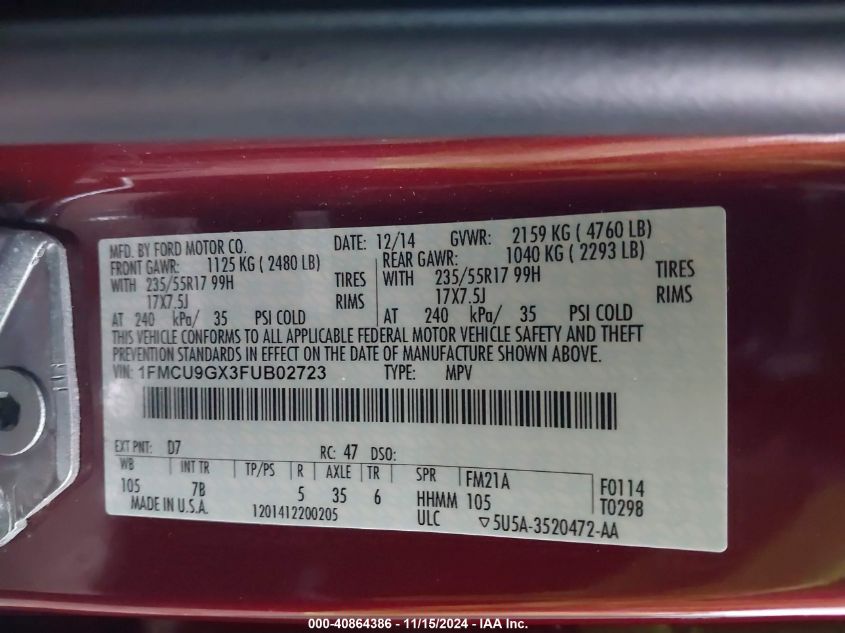 MFD. BY FORD MOTOR CO. DATE: 12/14 GVWR: 2159 KG ( 4760 LB)
FRONT GAWR: 1125 KG ( 2480 LB) REAR GAWR: 1040 KG ( 2293 LB)
WITH 235/55R17 99H TIRES WITH 235/55R17 99H TIRES
17X7.5J RIMS 17X7.5J RIMS
AT 240 kPa/ 35 PSI COLD AT 240 kPa/ 35 PSI COLD
THIS VEHICLE CONFORMS TO ALL APPLICABLE FEDERAL MOTOR VEHICLE SAFETY AND THEFT
PREVENTION STANDARDS IN EFFECT ON THE DATE OF MANUFACTURE SHOWN ABOVE.
VIN: 1FMCU9GX3FUB02723 TYPE: MPV
EXT PNT: D7 RC: 47 DSO:
WB INT TR TP/PS R AXLE TR SPR FM21A F0114
105 7B 5 35 6 HHMM 105 T0298
MADE IN U.S.A. 1201412200205 ULC ▽5U5A-3520472-AA
000-40864386 - 11/15/2024 - IAA Inc.